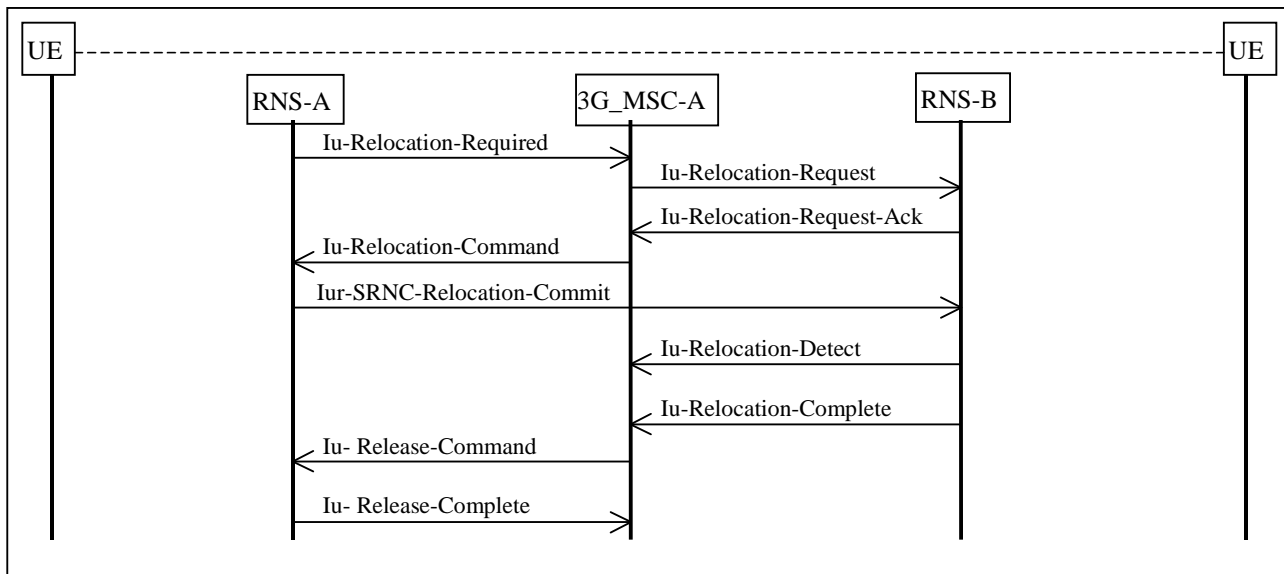 UE
UE
RNS-A
3G_MSC-A
RNS-B
Iu-Relocation-Required
Iu-Relocation-Request
Iu-Relocation-Request-Ack
Iu-Relocation-Command
Iur-SRNC-Relocation-Commit
Iu-Relocation-Detect
Iu-Relocation-Complete
Iu- Release-Command
Iu- Release-Complete